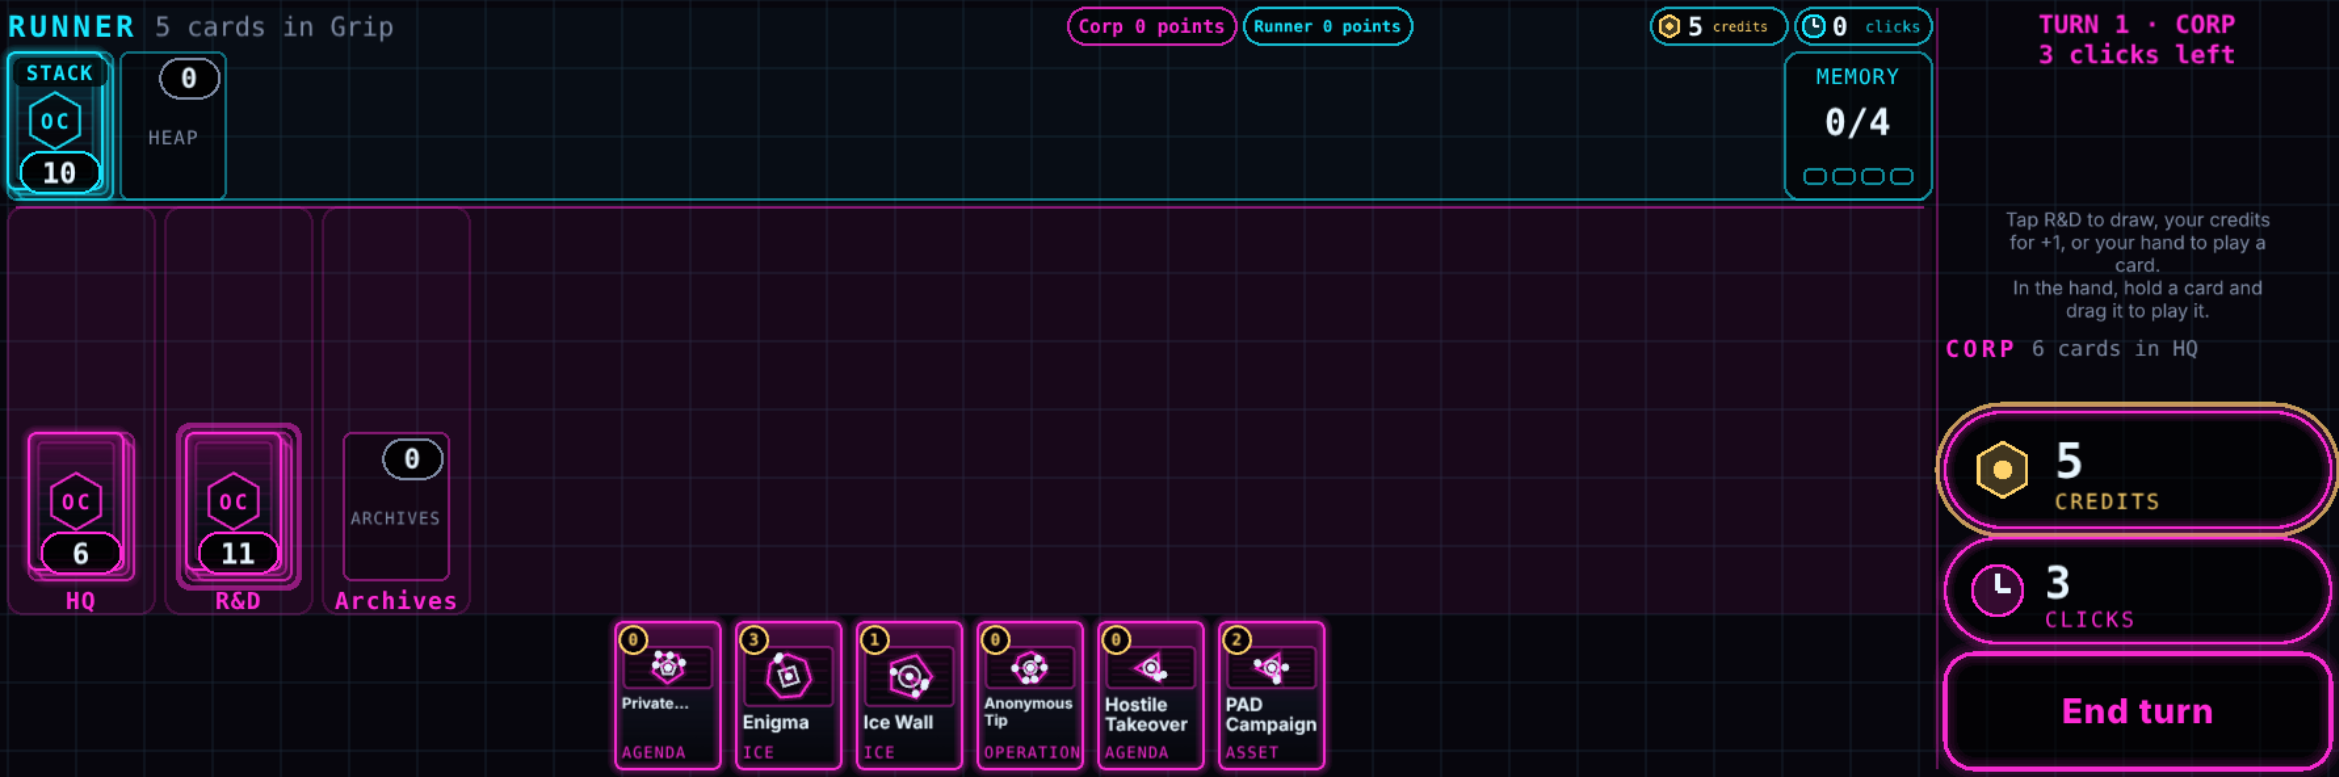 RUNNER 5 cards in Grip
Corp 0 points
Runner 0 points
5 credits
0 clicks
TURN 1 · CORP
3 clicks left
STACK
OC
10
0
HEAP
MEMORY
0/4
Tap R&D to draw, your credits
for +1, or your hand to play a
card.
In the hand, hold a card and
drag it to play it.
CORP 6 cards in HQ
OC
6
HQ
OC
11
R&D
0
ARCHIVES
Archives
5
CREDITS
3
CLICKS
End turn
0
Private...
AGENDA
3
Enigma
ICE
1
Ice Wall
ICE
0
Anonymous
Tip
OPERATION
0
Hostile
Takeover
AGENDA
2
PAD
Campaign
ASSET